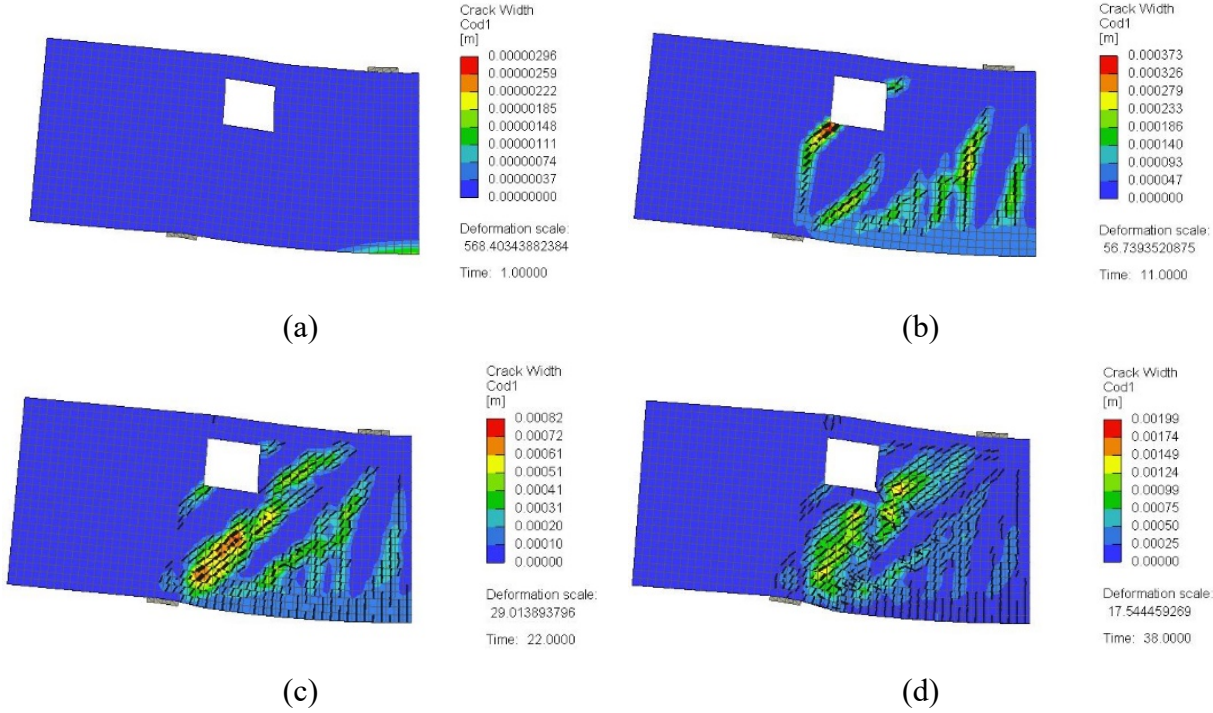 Crack Width
Cod1
[m]
0.00000296
0.00000259
0.00000222
0.00000185
0.00000148
0.00000111
0.00000074
0.00000037
0.00000000
Deformation scale:
568.40343882384
Time: 1.00000
(a)
Crack Width
Cod1
[m]
0.000373
0.000326
0.000279
0.000233
0.000186
0.000140
0.000093
0.000047
0.000000
Deformation scale:
56.7393520875
Time: 11.0000
(b)
Crack Width
Cod1
[m]
0.00082
0.00072
0.00061
0.00051
0.00041
0.00031
0.00020
0.00010
0.00000
Deformation scale:
29.013893796
Time: 22.0000
(c)
Crack Width
Cod1
[m]
0.00199
0.00174
0.00149
0.00124
0.00099
0.00075
0.00050
0.00025
0.00000
Deformation scale:
17.544459269
Time: 38.0000
(d)